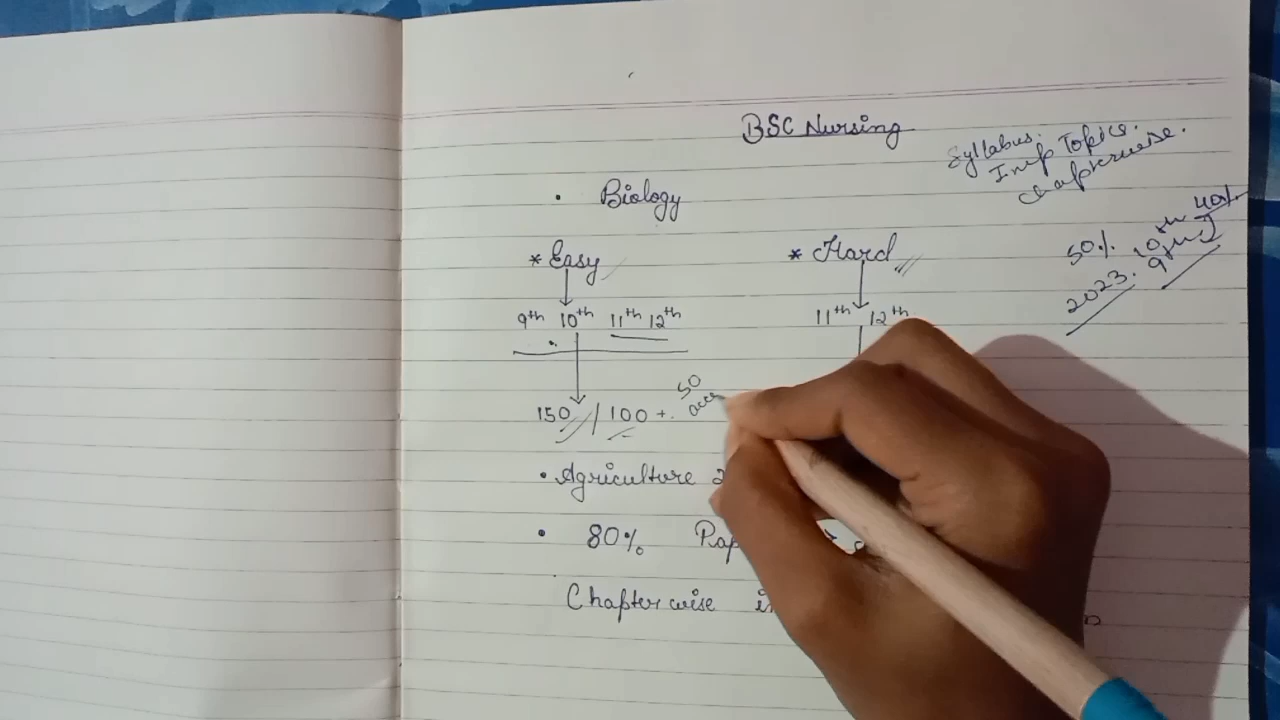 BSC Nursing
Syllabus.
Imp Topics.
Chapterwise.
• Biology
* Easy
* Hard
50%
10th 40%
9th
2023.
9th 10th 11th 12th
11th 12th
150 / 100 +. 50
• Agriculture
• 80%
Chapterwise